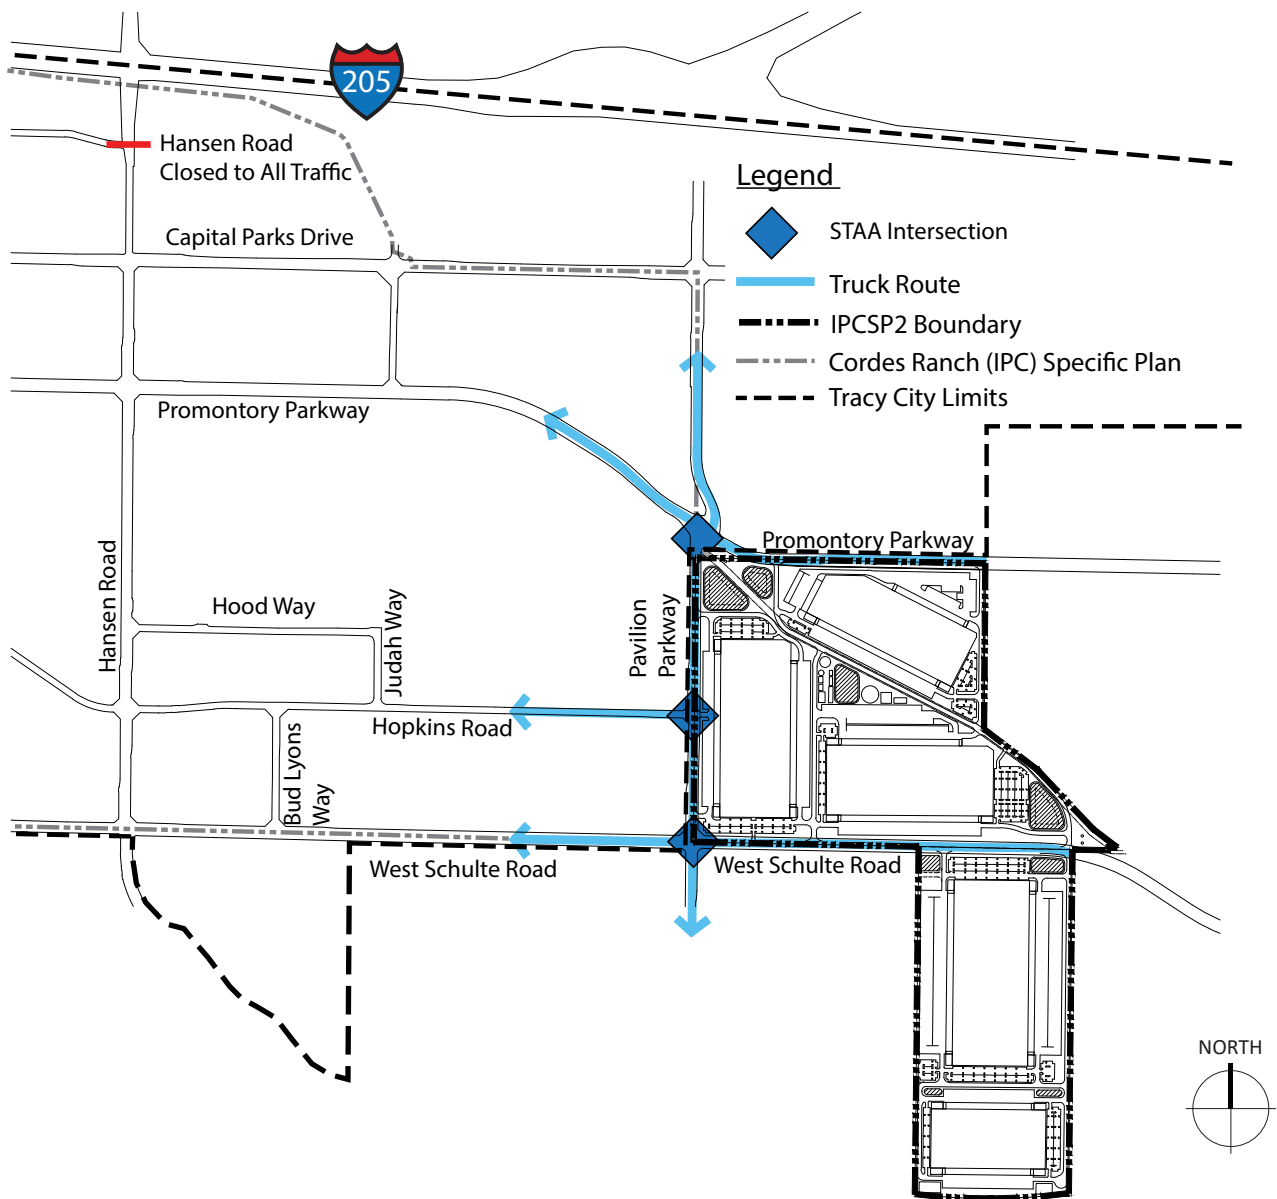 205
Hansen Road
Closed to All Traffic
Legend
STAA Intersection
Truck Route
IPCSP2 Boundary
Cordes Ranch (IPC) Specific Plan
Tracy City Limits
Capital Parks Drive
Promontory Parkway
Promontory Parkway
Hansen Road
Hood Way
Judah Way
Pavilion
Parkway
Hopkins Road
Bud Lyons
Way
West Schulte Road
West Schulte Road
NORTH